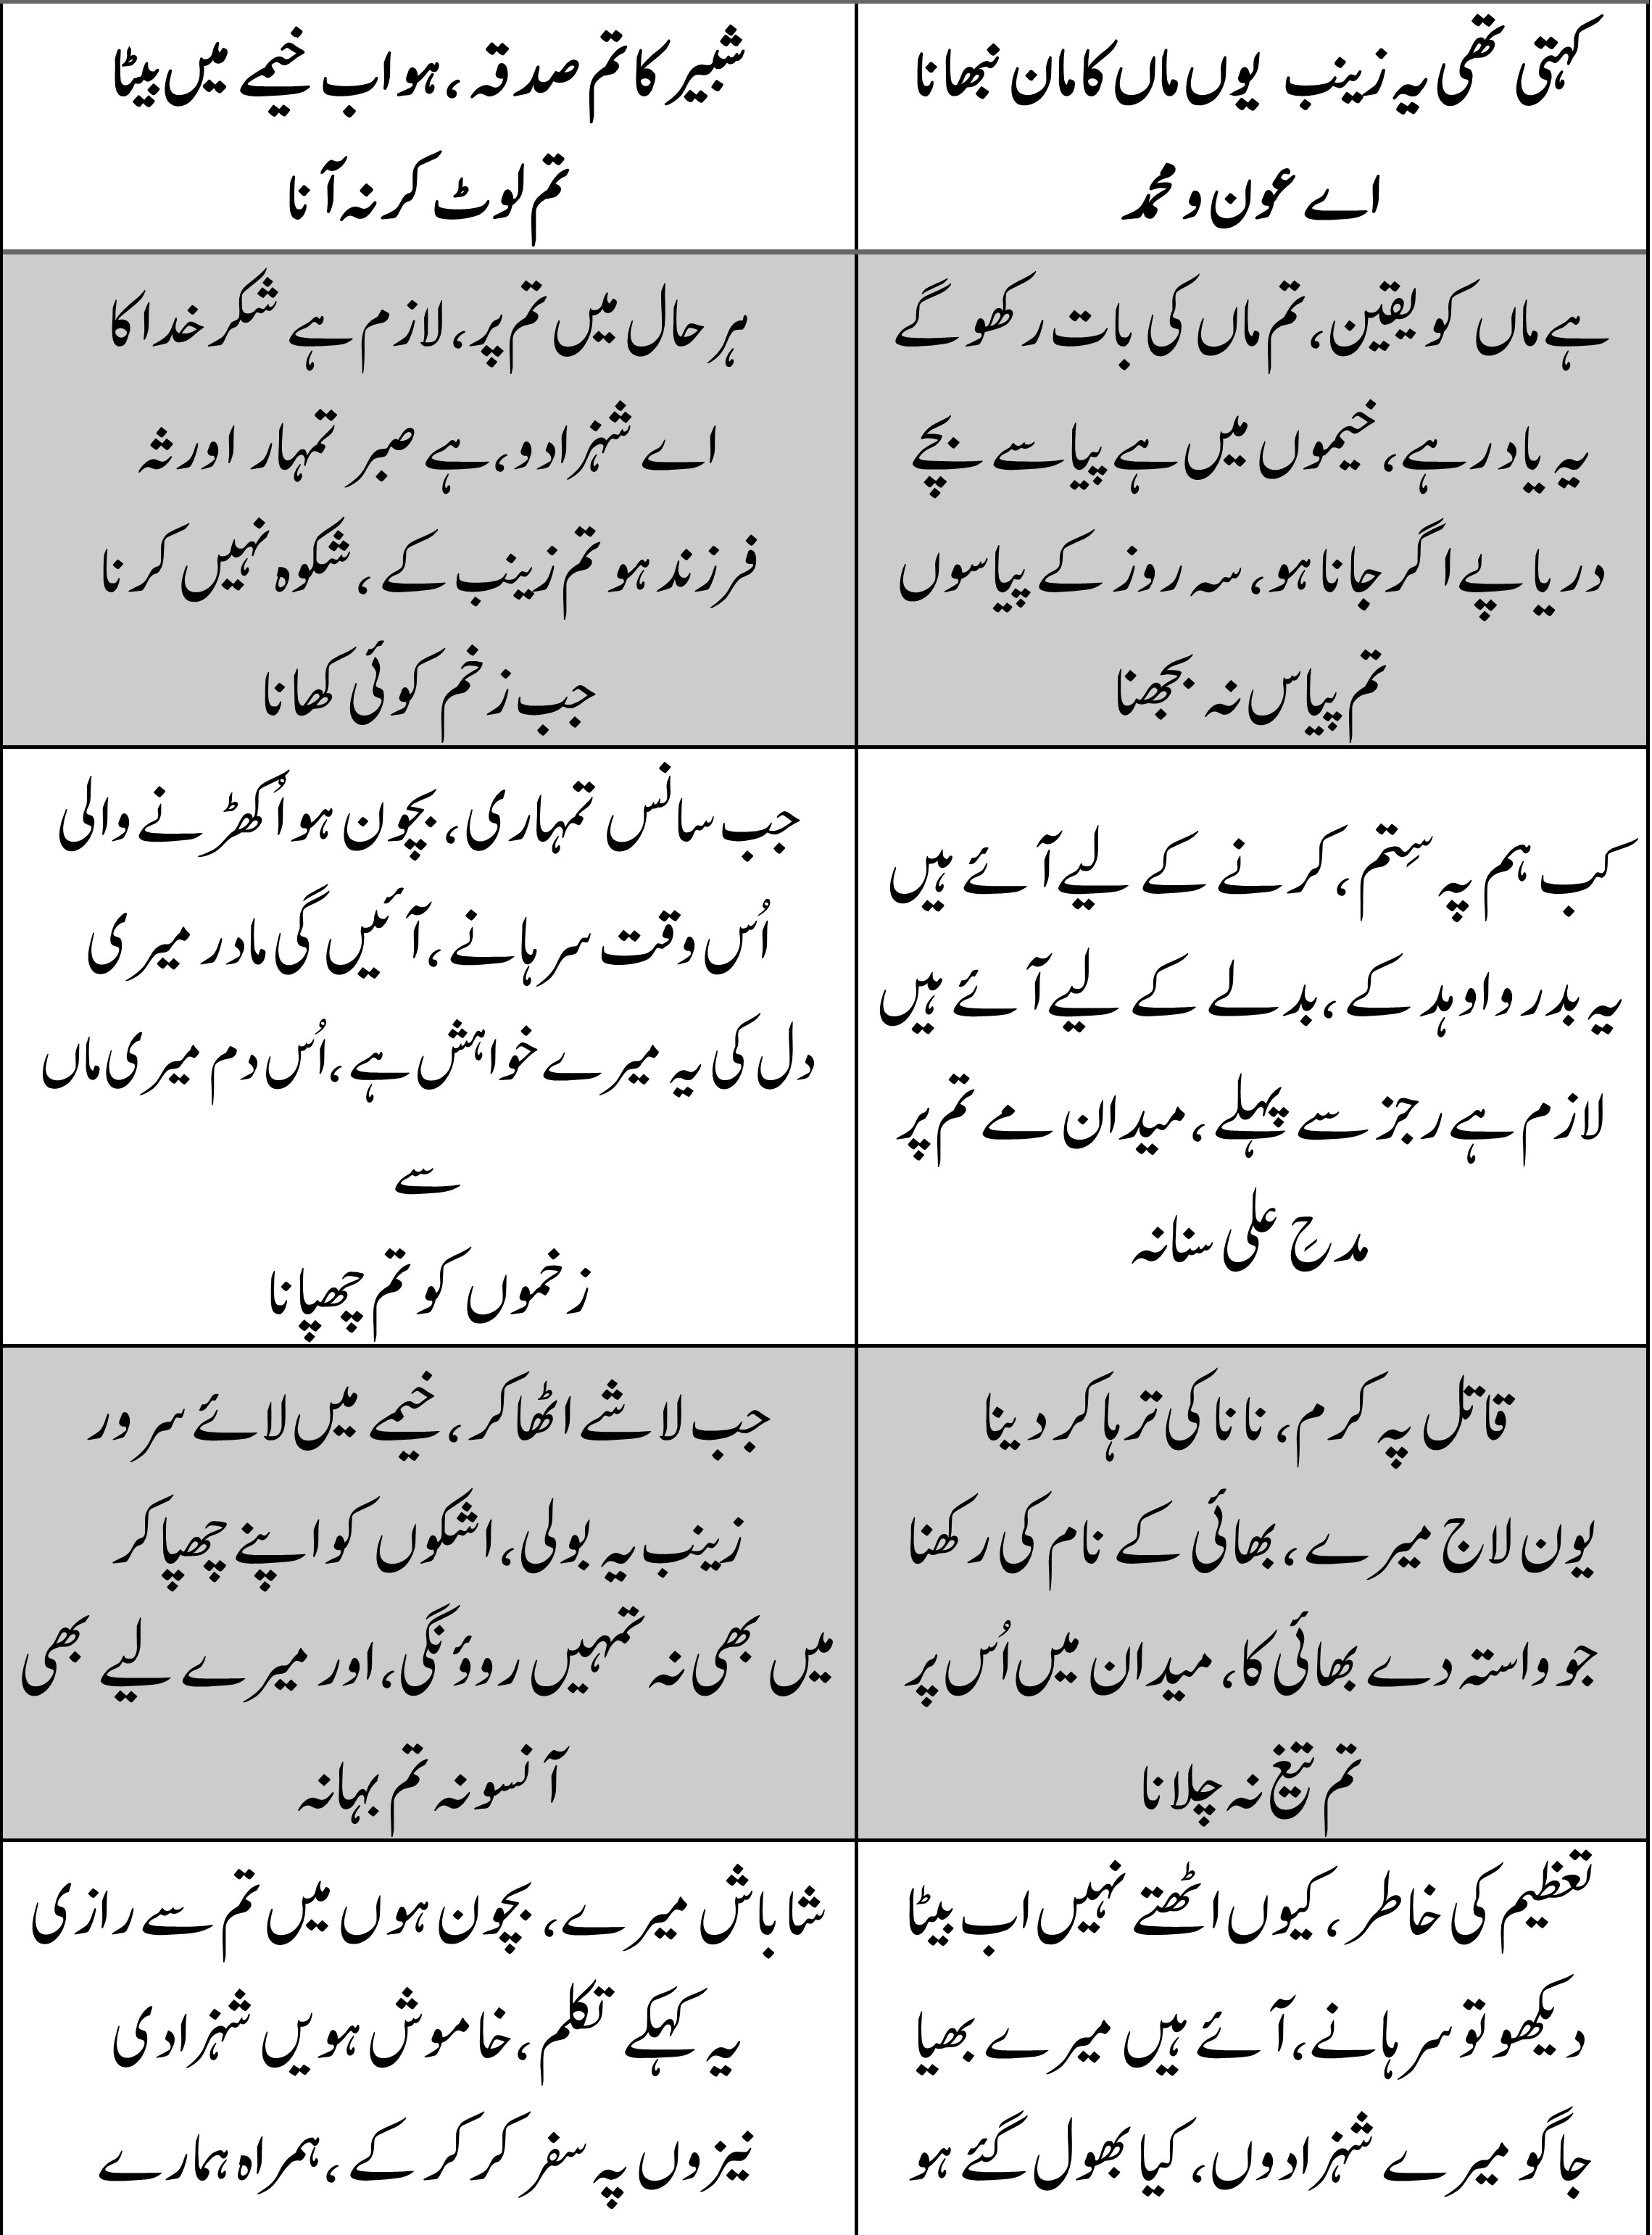 کہتی تھی یہ زینب یوں ماں کا مان نبھانا
اے عون و محمد
شبیر کا تم صدقہ، ہو اب خیمے میں بیٹا
تم لوٹ کر نہ آنا
ہے ماں کو یقین، تم ماں کی بات رکھو گے
یہ یاد رہے، خیموں میں ہے پیاسے بچے
دریا پے اگر جانا ہو، سہ روز کے پیاسوں
تم پیاس نہ بجھنا
ہر حال میں تم پر، لازم ہے شکر خدا کا
اے شہزادو، ہے صبر تمہار اورثہ
فرزند ہو تم زینب کے، شکوہ نہیں کرنا
جب زخم کوئی کھانا
کب ہم پہ سِتم، کرنے کے لیے آئے ہیں
یہ بدر و اوہد کے، بدلے کے لیے آئے ہیں
لازم ہے رجز سے پہلے، میدان مے تم پر
مدحِ علی سنانہ
جب سانس تمہاری، بچون ہو اُکھڑنے والی
اُس وقت سرہانے، آئیں گی مادر میری
دل کی یہ میرے خواہش ہے، اُس دم میری ماں
سے
زخموں کو تم چھپانا
قاتل پہ کرم، نانا کی ترہا کر دینا
یون لاج میرے، بھائی کے نام کی رکھنا
جو واستہ دے بھائی کا، میدان میں اُس پر
تم تیغ نہ چلانا
جب لاشے اٹھا کر، خیمے میں لائے سرور
زینب یہ بولی، اشکوں کو اپنے چھپا کر
میں بھی نہ تمہیں روؤنگی، اور میرے لیے بھی
آنسو نہ تم بہانہ
تعظیم کی خاطر، کیوں اٹھتے نہیں اب بیٹا
دیکھو تو سرہانے، آئے ہیں میرے بھیا
جاگو میرے شہزادوں، کیا بھول گئے ہو
شاباش میرے، بچون ہوں میں تم سے رازی
یہ کہکے تکلم، خاموش ہویں شہزادی
نیزوں پہ سفر کر کر کے، ہمراہ ہمارے